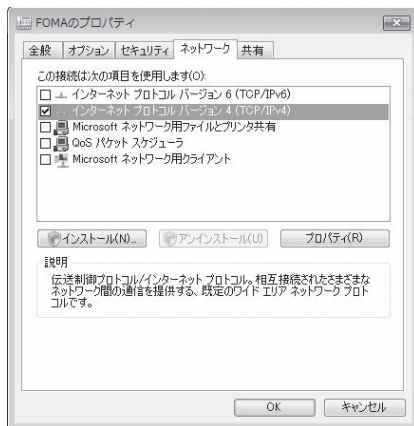 FOMAのプロパティ
全般 オプション セキュリティ ネットワーク 共有
この接続は次の項目を使用します(O):
インターネット プロトコル バージョン 6 (TCP/IPv6)
インターネット プロトコル バージョン 4 (TCP/IPv4)
Microsoft ネットワーク用ファイルとプリンタ共有
QoS パケット スケジューラ
Microsoft ネットワーク用クライアント
インストール(N)... アンインストール(U) プロパティ(R)
説明
伝送制御プロトコル/インターネット プロトコル。相互接続されたさまざまな
ネットワーク間の通信を提供する、既定のワイド エリア ネットワーク プロト
コルです。
OK キャンセル